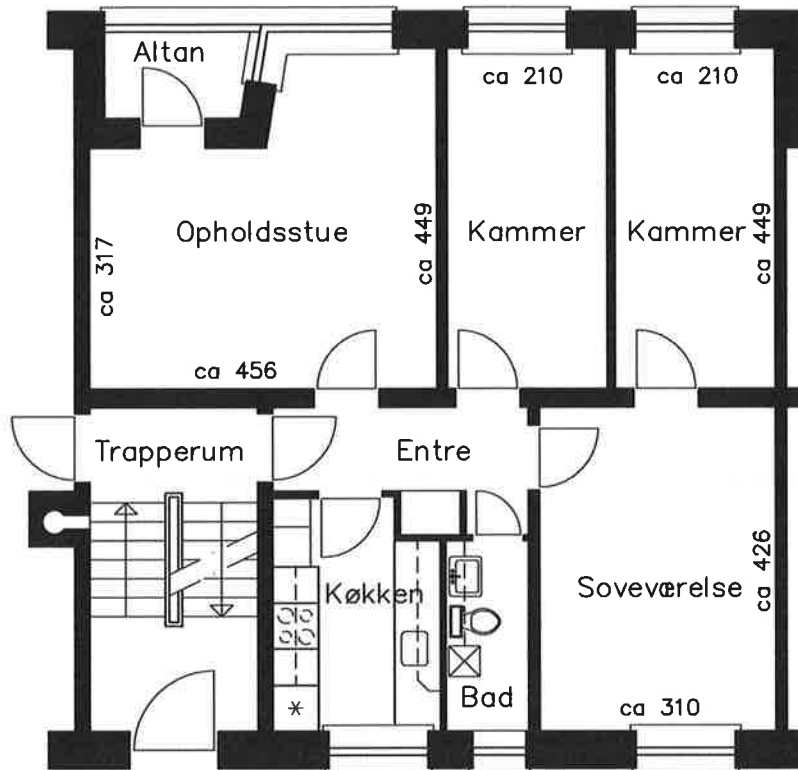 Altan
ca 210
ca 210
Opholdsstue
ca 449
Kammer
Kammer
ca 449
ca 317
ca 456
Trapperum
Entre
Køkken
Soveværelse
ca 426
Bad
ca 310
*